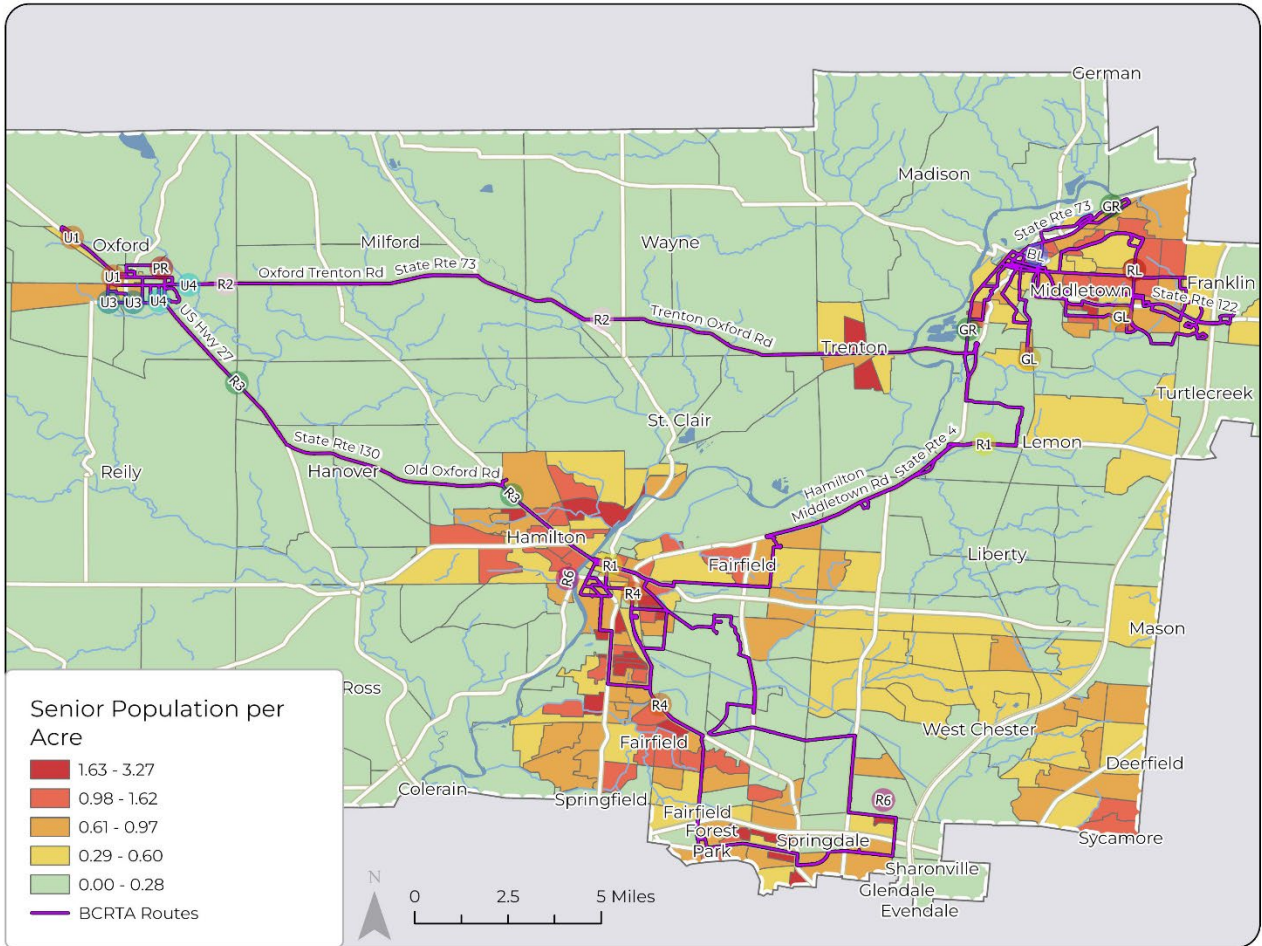 German
Madison
State Rte 73
GR
U1
Oxford
Milford
Wayne
BL
PR
U1
U4
R2
Oxford Trenton Rd
State Rte 73
RL
Franklin
Middletown
State Rte 122
U3
U3
U4
US Hwy 27
R2
Trenton Oxford Rd
GR
GL
Trenton
GL
R3
Turtlecreek
St. Clair
State Rte 130
Hanover
Old Oxford Rd
Reily
R1
Lemon
Hamilton
Middletown Rd
State Rte 4
R3
Hamilton
Fairfield
Liberty
R1
R6
R4
Mason
Ross
R4
Fairfield
West Chester
Deerfield
Colerain
Springfield
R6
Fairfield
Forest
Park
Springdale
Sycamore
Sharonville
Glendale
Evendale
Senior Population per
Acre
1.63 - 3.27
0.98 - 1.62
0.61 - 0.97
0.29 - 0.60
0.00 - 0.28
BCRTA Routes
N
0
2.5
5 Miles